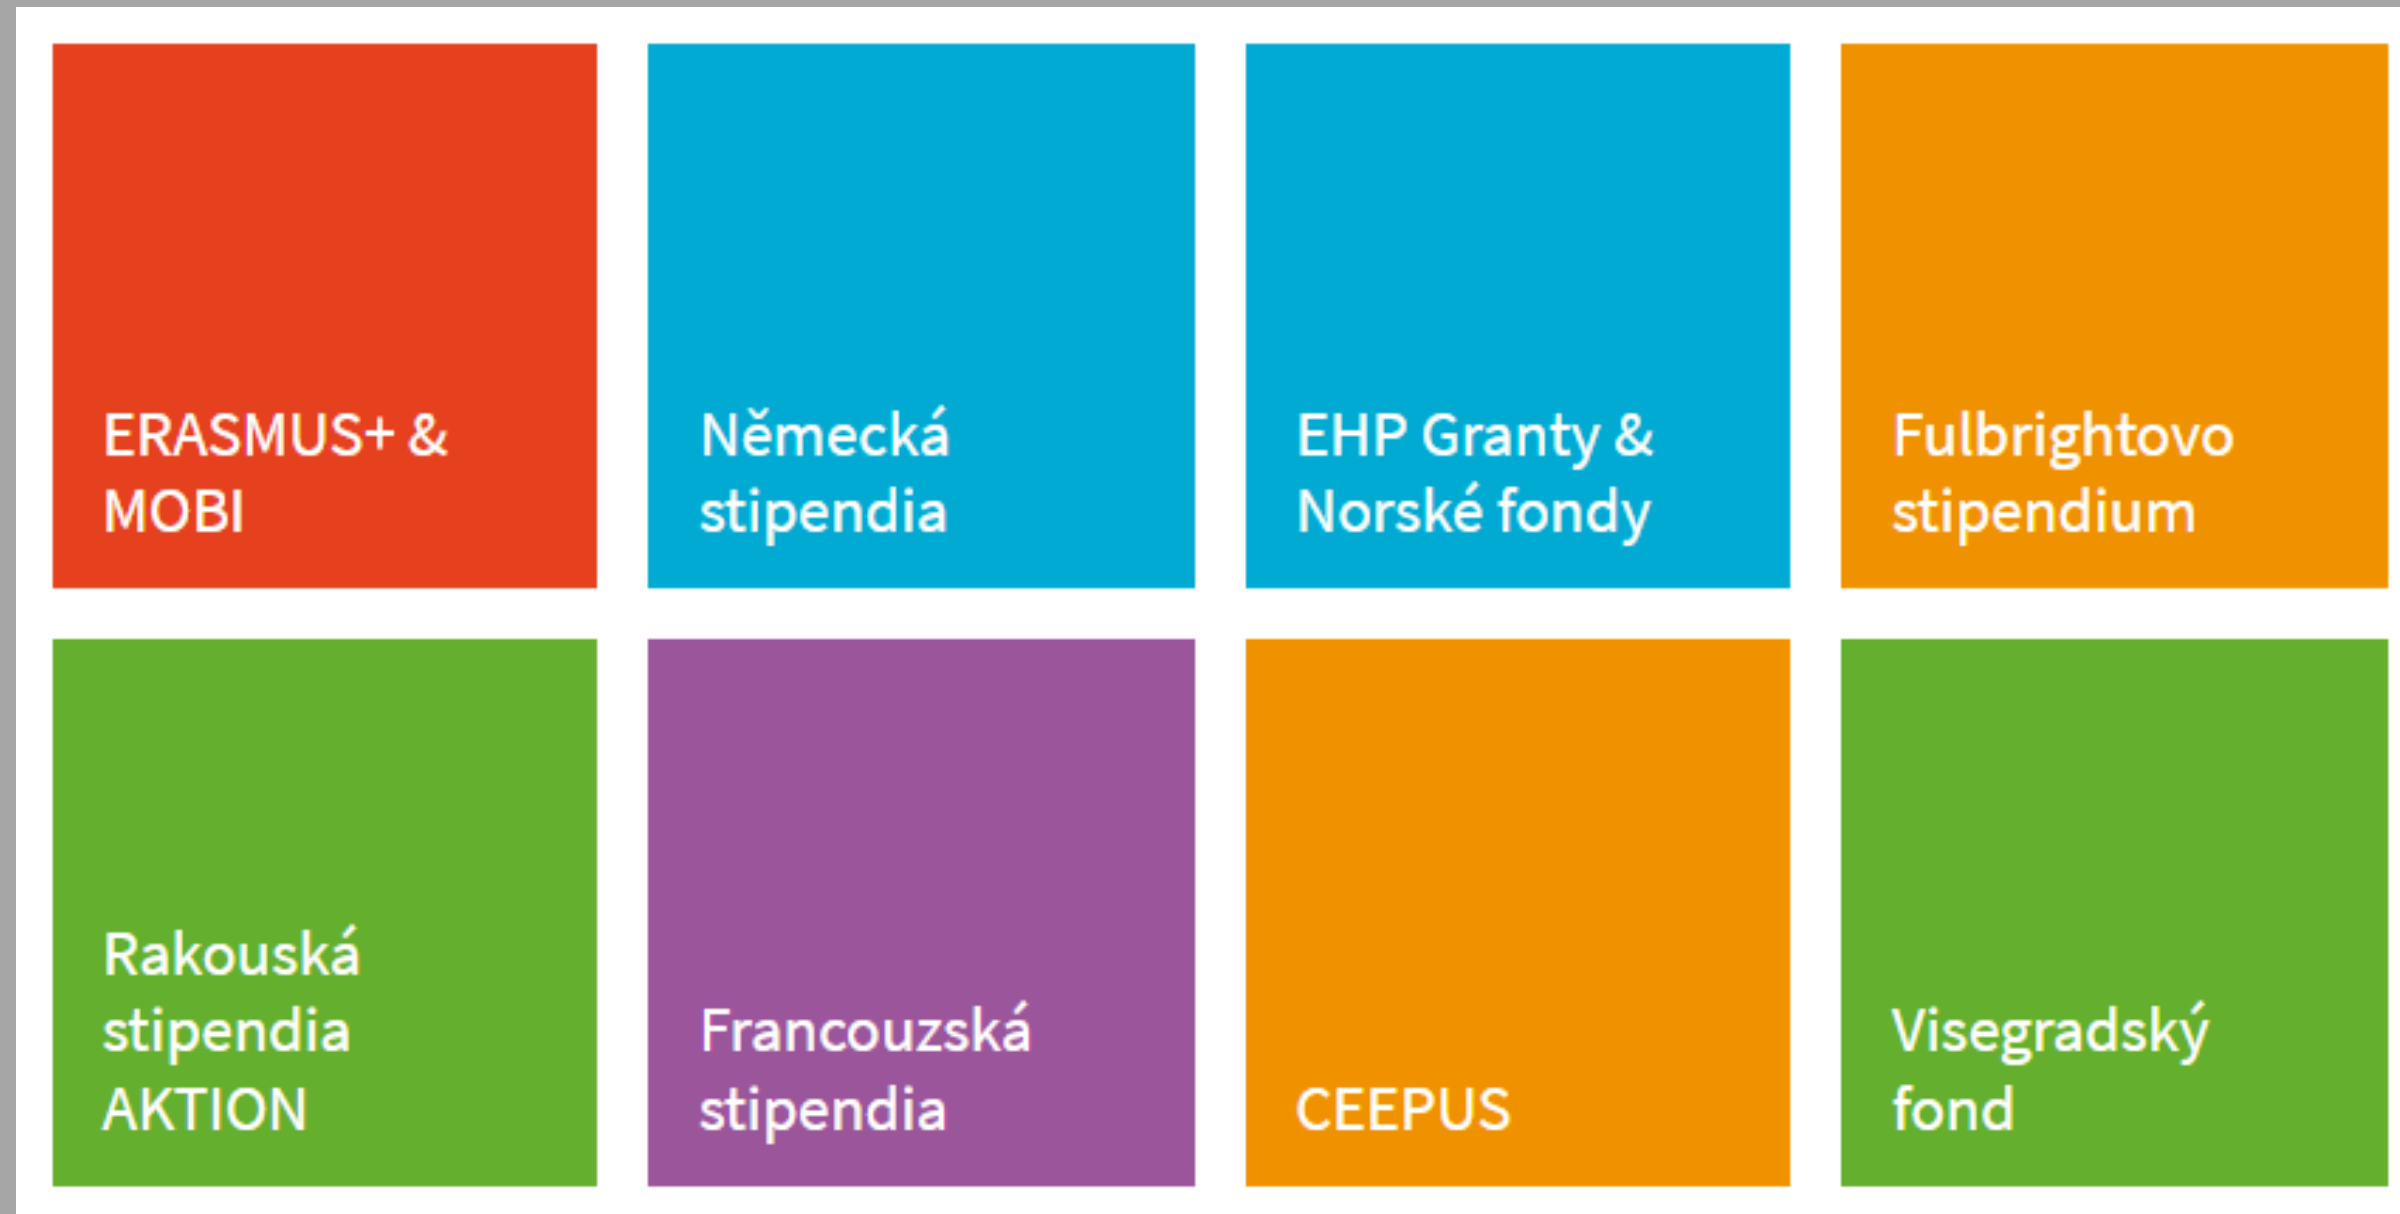 ERASMUS+ &
MOBI
Německá
stipendia
EHP Granty &
Norské fondy
Fulbrightovo
stipendium
Rakouská
stipendia
AKTION
Francouzská
stipendia
CEEPUS
Visegradský
fond